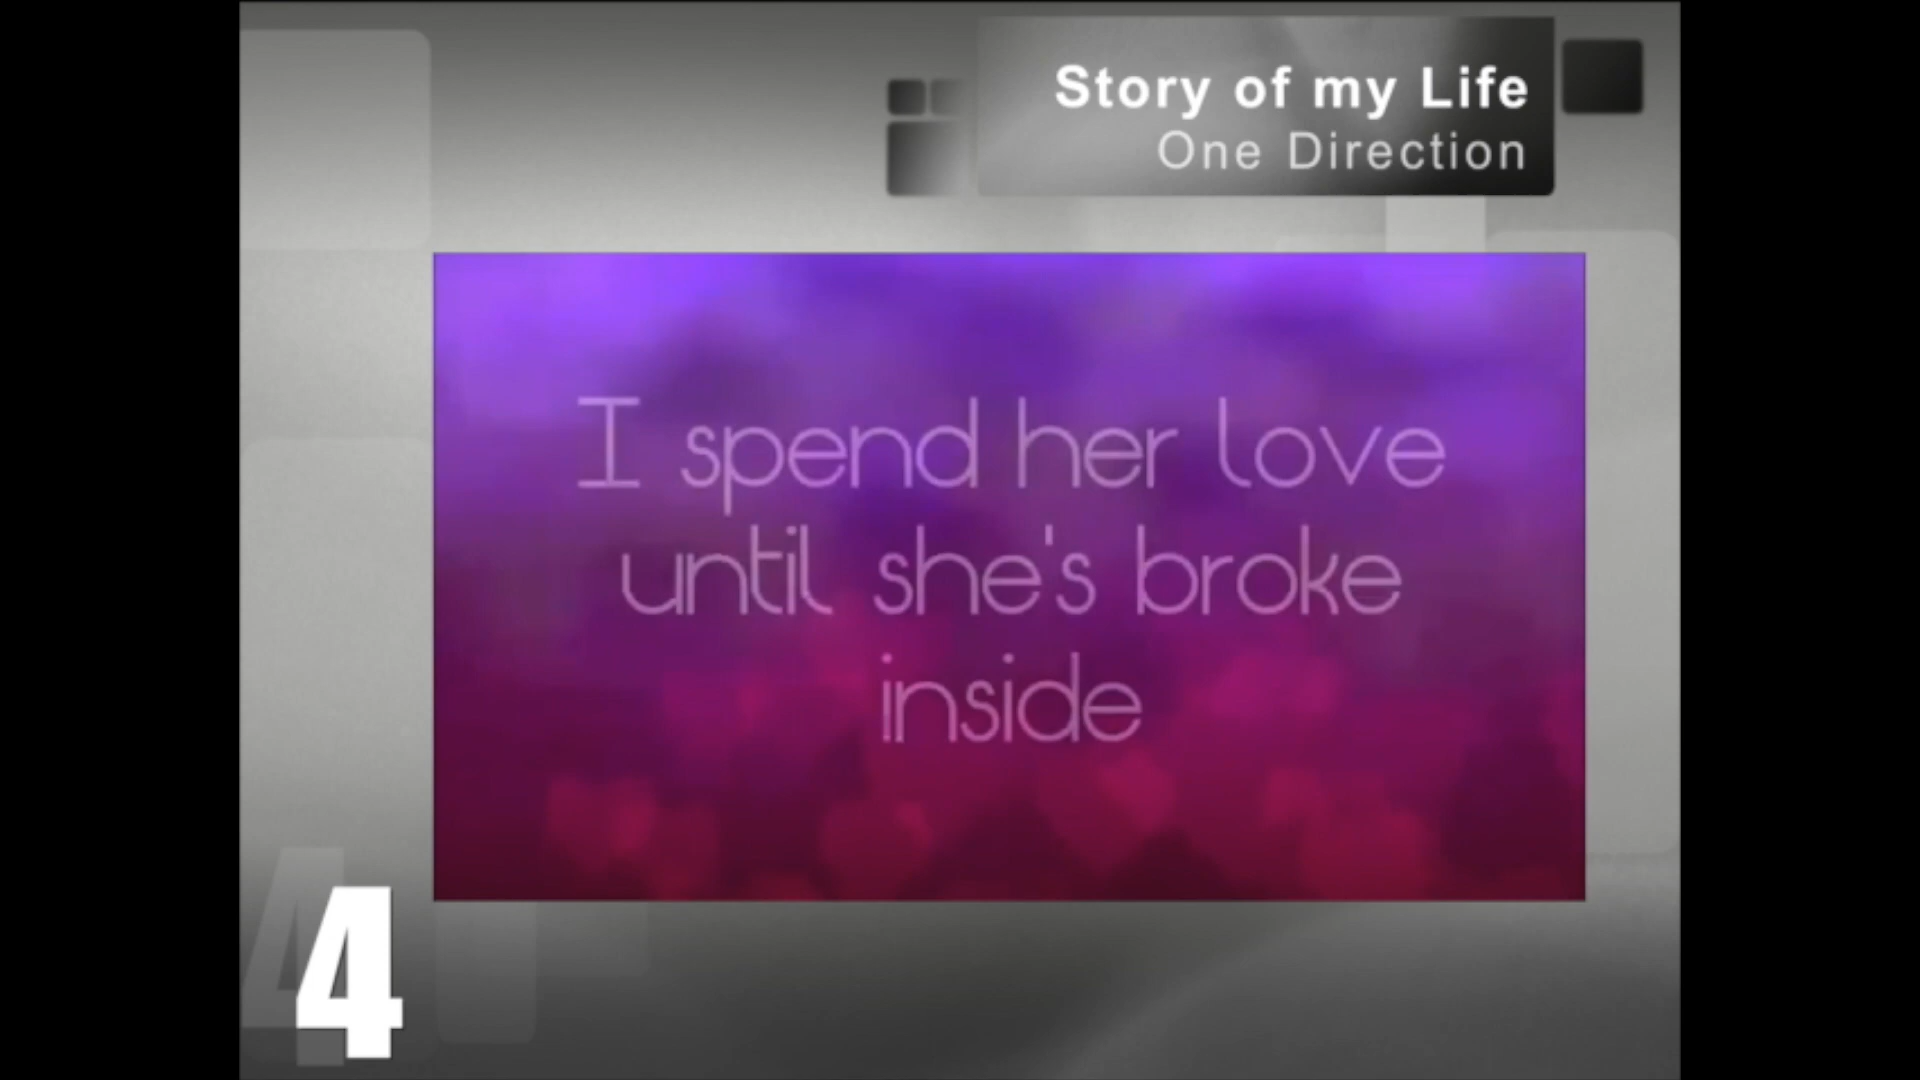 Story of my Life
One Direction
I spend her love
until she's broke
inside
4